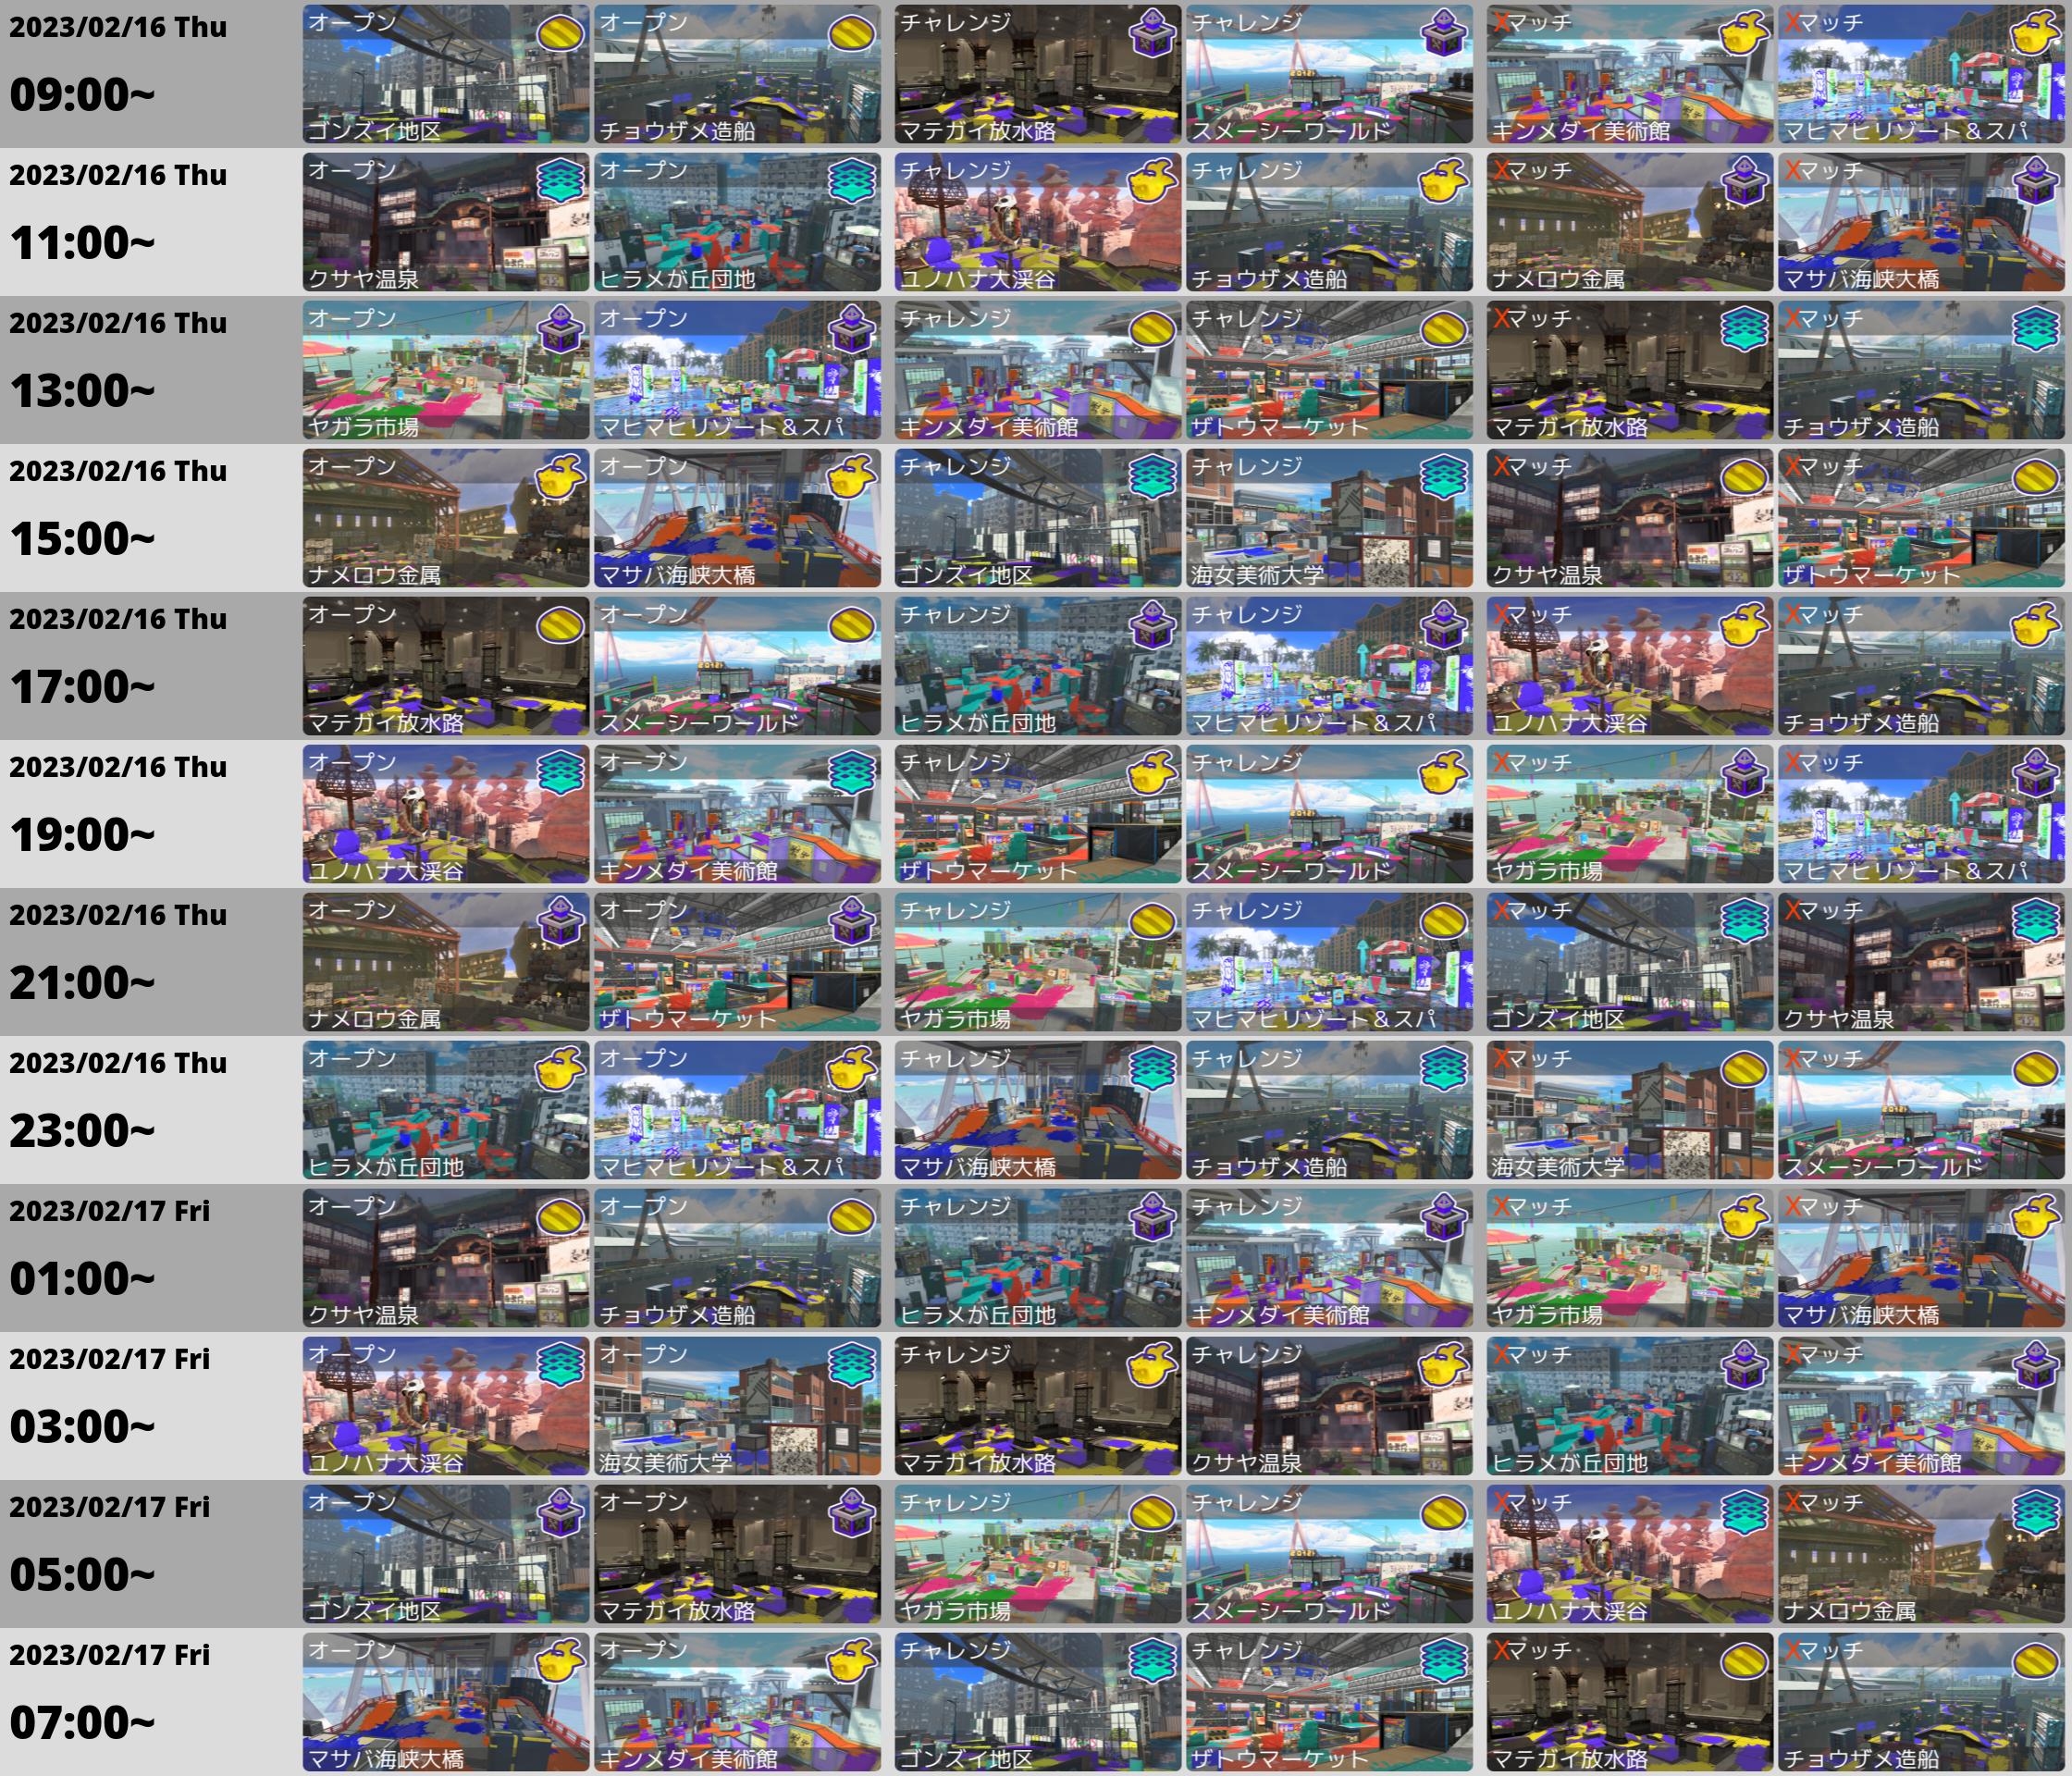 2023/02/16 Thu
09:00~
オープン オープン チャレンジ チャレンジ Xマッチ Xマッチ
ゴンズイ地区 チョウザメ造船 マテガイ放水路 スメーシーワールド キンメダイ美術館 マヒマヒリゾート＆スパ
2023/02/16 Thu
11:00~
オープン オープン チャレンジ チャレンジ Xマッチ Xマッチ
クサヤ温泉 ヒラメが丘団地 ユノハナ大渓谷 チョウザメ造船 ナメロウ金属 マサバ海峡大橋
2023/02/16 Thu
13:00~
オープン オープン チャレンジ チャレンジ Xマッチ Xマッチ
ヤガラ市場 マヒマヒリゾート＆スパ キンメダイ美術館 ザトウマーケット マテガイ放水路 チョウザメ造船
2023/02/16 Thu
15:00~
オープン オープン チャレンジ チャレンジ Xマッチ Xマッチ
ナメロウ金属 マサバ海峡大橋 ゴンズイ地区 海女美術大学 クサヤ温泉 ザトウマーケット
2023/02/16 Thu
17:00~
オープン オープン チャレンジ チャレンジ Xマッチ Xマッチ
マテガイ放水路 スメーシーワールド ヒラメが丘団地 マヒマヒリゾート＆スパ ユノハナ大渓谷 チョウザメ造船
2023/02/16 Thu
19:00~
オープン オープン チャレンジ チャレンジ Xマッチ Xマッチ
ユノハナ大渓谷 キンメダイ美術館 ザトウマーケット スメーシーワールド ヤガラ市場 マヒマヒリゾート＆スパ
2023/02/16 Thu
21:00~
オープン オープン チャレンジ チャレンジ Xマッチ Xマッチ
ナメロウ金属 ザトウマーケット ヤガラ市場 マヒマヒリゾート＆スパ ゴンズイ地区 クサヤ温泉
2023/02/16 Thu
23:00~
オープン オープン チャレンジ チャレンジ Xマッチ Xマッチ
ヒラメが丘団地 マヒマヒリゾート＆スパ マサバ海峡大橋 チョウザメ造船 海女美術大学 スメーシーワールド
2023/02/17 Fri
01:00~
オープン オープン チャレンジ チャレンジ Xマッチ Xマッチ
クサヤ温泉 チョウザメ造船 ヒラメが丘団地 キンメダイ美術館 ヤガラ市場 マサバ海峡大橋
2023/02/17 Fri
03:00~
オープン オープン チャレンジ チャレンジ Xマッチ Xマッチ
ユノハナ大渓谷 海女美術大学 マテガイ放水路 クサヤ温泉 ヒラメが丘団地 キンメダイ美術館
2023/02/17 Fri
05:00~
オープン オープン チャレンジ チャレンジ Xマッチ Xマッチ
ゴンズイ地区 マテガイ放水路 ヤガラ市場 スメーシーワールド ユノハナ大渓谷 ナメロウ金属
2023/02/17 Fri
07:00~
オープン オープン チャレンジ チャレンジ Xマッチ Xマッチ
マサバ海峡大橋 キンメダイ美術館 ゴンズイ地区 ザトウマーケット マテガイ放水路 チョウザメ造船